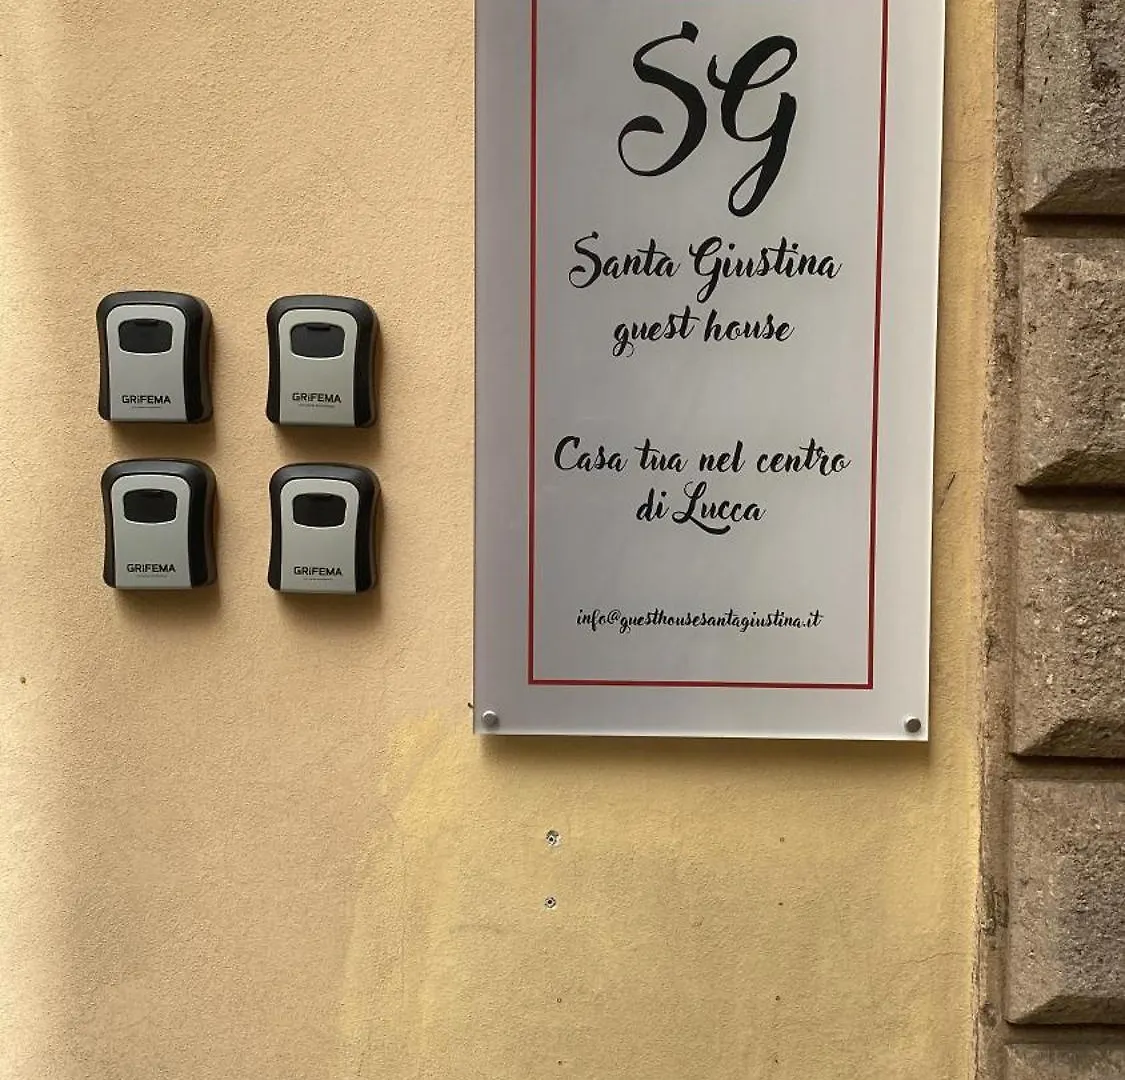 SG
Santa Giustina
guest house
Casa tua nel centro
di Lucca
info@guesthousesantagiustina.it
GRIFEMA
GRIFEMA
GRIFEMA
GRIFEMA